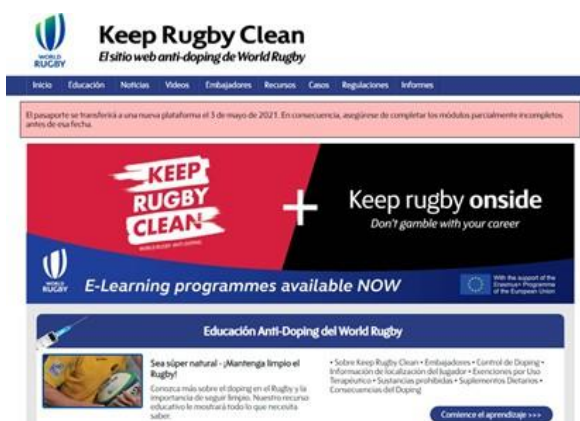 WORLD
RUGBY
Keep Rugby Clean
El sitio web anti-doping de World Rugby
Inicio Educación Noticias Videos Embajadores Recursos Casos Regulaciones Informes
El pasaporte se transferirá a una nueva plataforma el 3 de mayo de 2021. En consecuencia, asegúrese de completar los módulos parcialmente incompletos
antes de esa fecha.
KEEP
RUGBY
CLEAN
WORLD RUGBY ANTI-DOPING
+
Keep rugby onside
Don't gamble with your career
WORLD
RUGBY
E-Learning programmes available NOW
With the support of the
Erasmus+ Programme
of the European Union
Educación Anti-Doping del World Rugby
Sea súper natural - ¡Mantenga limpio el
Rugby!
Conozca más sobre el doping en el Rugby y la
importancia de seguir limpio. Nuestro recurso
educativo le mostrará todo lo que necesita
saber.
• Sobre Keep Rugby Clean • Embajadores • Control de Doping •
Información de localización del Jugador • Exenciones por Uso
Terapéutico • Sustancias prohibidas • Suplementos Dietarios •
Consecuencias del Doping
Comience el aprendizaje >>>